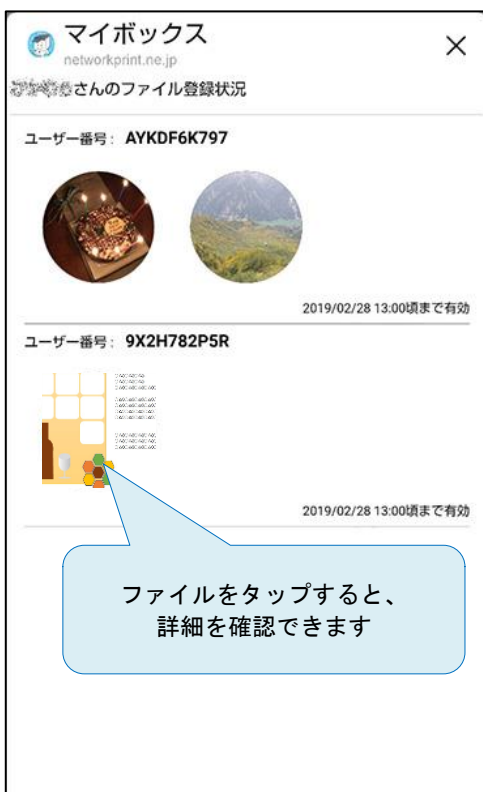 マイボックス
networkprint.ne.jp
さんのファイル登録状況
ユーザー番号： AYKDF6K797
2019/02/28 13:00頃まで有効
ユーザー番号： 9X2H782P5R
2019/02/28 13:00頃まで有効
ファイルをタップすると、
詳細を確認できます